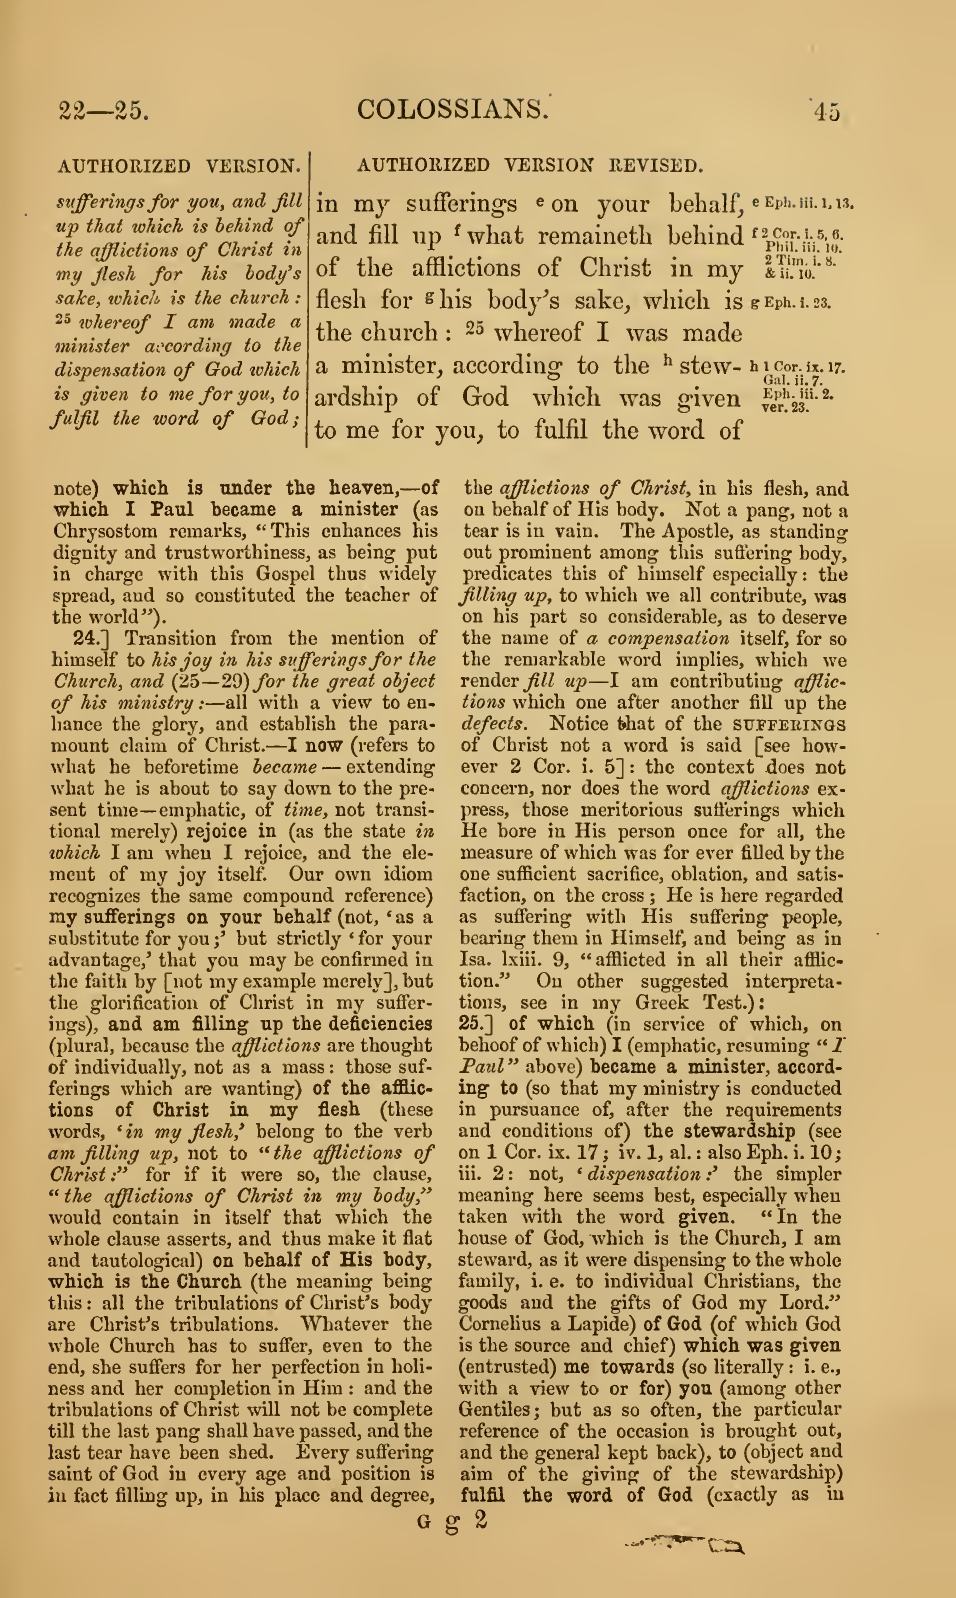 22—25.
COLOSSIANS.
45
AUTHORIZED VERSION.
sufferings for you, and fill
up that which is behind of
the afflictions of Christ in
my flesh for his body's
sake, which is the church:
25 whereof I am made a
minister according to the
dispensation of God which
is given to me for you, to
fulfil the word of God;
AUTHORIZED VERSION REVISED.
in my sufferings e on your behalf,
and fill up f what remaineth behind
of the afflictions of Christ in my
flesh for g his body's sake, which is
the church : 25 whereof I was made
a minister, according to the h stew-
ardship of God which was given
to me for you, to fulfil the word of
e Eph. iii. 1, 13.
f 2 Cor. i. 5, 6.
Phil. iii. 10.
2 Tim. i. 8.
& ii. 10.
g Eph. i. 23.
h 1 Cor. ix. 17.
Gal. ii. 7.
Eph. iii. 2.
ver. 23.
note) which is under the heaven,—of
which I Paul became a minister (as
Chrysostom remarks, "This enhances his
dignity and trustworthiness, as being put
in charge with this Gospel thus widely
spread, and so constituted the teacher of
the world").
24.] Transition from the mention of
himself to his joy in his sufferings for the
Church, and (25—29) for the great object
of his ministry:—all with a view to en-
hance the glory, and establish the para-
mount claim of Christ.—I now (refers to
what he beforetime became — extending
what he is about to say down to the pre-
sent time—emphatic, of time, not transi-
tional merely) rejoice in (as the state in
which I am when I rejoice, and the ele-
ment of my joy itself. Our own idiom
recognizes the same compound reference)
my sufferings on your behalf (not, 'as a
substitute for you;' but strictly 'for your
advantage,' that you may be confirmed in
the faith by [not my example merely], but
the glorification of Christ in my suffer-
ings), and am filling up the deficiencies
(plural, because the afflictions are thought
of individually, not as a mass: those suf-
ferings which are wanting) of the afflic-
tions of Christ in my flesh (these
words, 'in my flesh,' belong to the verb
am filling up, not to "the afflictions of
Christ:" for if it were so, the clause,
"the afflictions of Christ in my body,"
would contain in itself that which the
whole clause asserts, and thus make it flat
and tautological) on behalf of His body,
which is the Church (the meaning being
this: all the tribulations of Christ's body
are Christ's tribulations. Whatever the
whole Church has to suffer, even to the
end, she suffers for her perfection in holi-
ness and her completion in Him : and the
tribulations of Christ will not be complete
till the last pang shall have passed, and the
last tear have been shed. Every suffering
saint of God in every age and position is
in fact filling up, in his place and degree,
the afflictions of Christ, in his flesh, and
on behalf of His body. Not a pang, not a
tear is in vain. The Apostle, as standing
out prominent among this suffering body,
predicates this of himself especially: the
filling up, to which we all contribute, was
on his part so considerable, as to deserve
the name of a compensation itself, for so
the remarkable word implies, which we
render fill up—I am contributing afflic-
tions which one after another fill up the
defects. Notice that of the SUFFERINGS
of Christ not a word is said [see how-
ever 2 Cor. i. 5]: the context does not
concern, nor does the word afflictions ex-
press, those meritorious sufferings which
He bore in His person once for all, the
measure of which was for ever filled by the
one sufficient sacrifice, oblation, and satis-
faction, on the cross; He is here regarded
as suffering with His suffering people,
bearing them in Himself, and being as in
Isa. lxiii. 9, "afflicted in all their afflic-
tion." On other suggested interpreta-
tions, see in my Greek Test.):
25.] of which (in service of which, on
behoof of which) I (emphatic, resuming "I
Paul" above) became a minister, accord-
ing to (so that my ministry is conducted
in pursuance of, after the requirements
and conditions of) the stewardship (see
on 1 Cor. ix. 17; iv. 1, al.: also Eph. i. 10;
iii. 2: not, 'dispensation:' the simpler
meaning here seems best, especially when
taken with the word given. "In the
house of God, which is the Church, I am
steward, as it were dispensing to the whole
family, i. e. to individual Christians, the
goods and the gifts of God my Lord."
Cornelius a Lapide) of God (of which God
is the source and chief) which was given
(entrusted) me towards (so literally: i. e.,
with a view to or for) you (among other
Gentiles; but as so often, the particular
reference of the occasion is brought out,
and the general kept back), to (object and
aim of the giving of the stewardship)
fulfil the word of God (exactly as in
G g 2